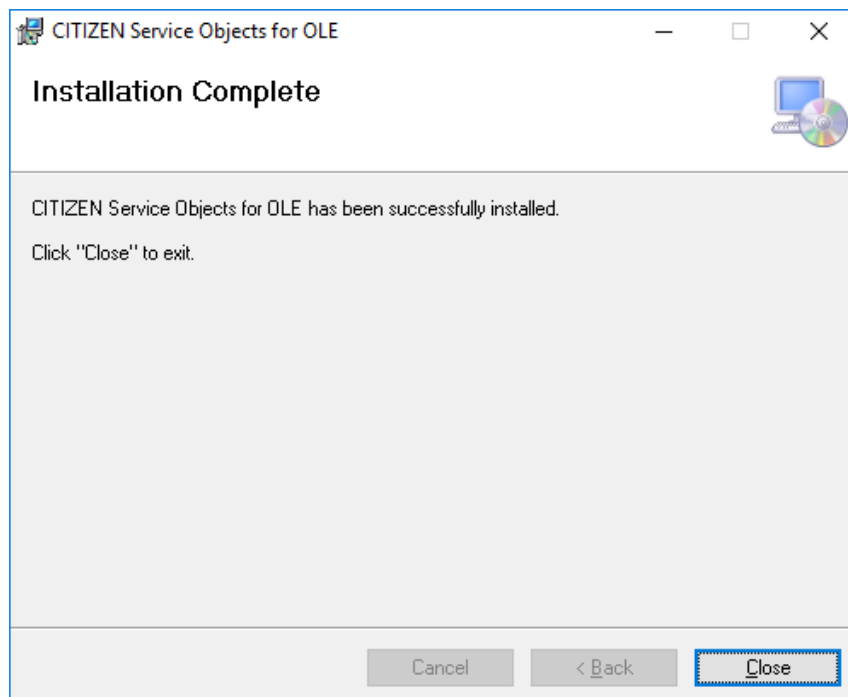 CITIZEN Service Objects for OLE
Installation Complete
CITIZEN Service Objects for OLE has been successfully installed.
Click "Close" to exit.
Cancel
< Back
Close